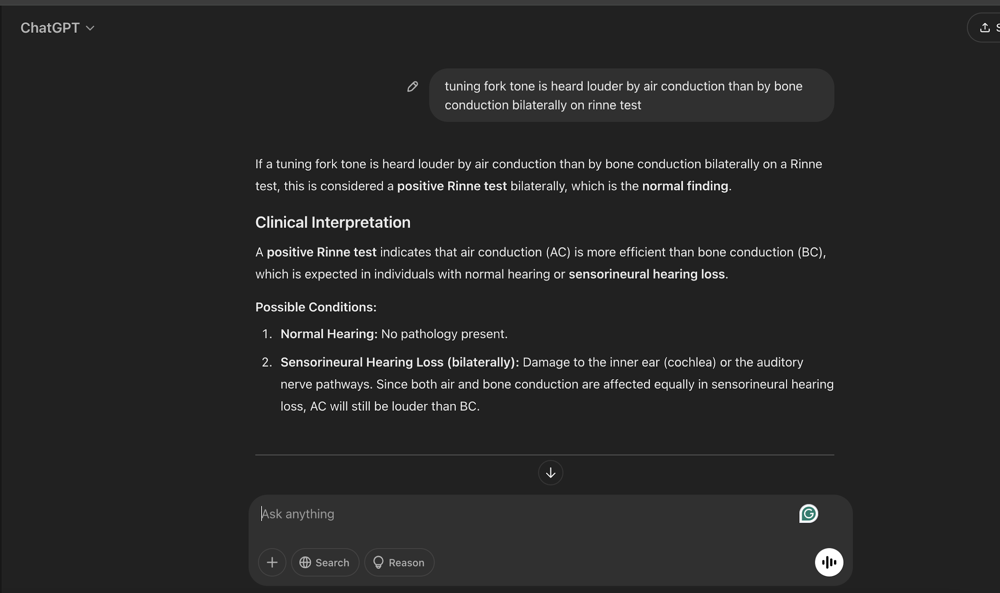 ChatGPT
tuning fork tone is heard louder by air conduction than by bone
conduction bilaterally on rinne test
If a tuning fork tone is heard louder by air conduction than by bone conduction bilaterally on a Rinne
test, this is considered a positive Rinne test bilaterally, which is the normal finding.
Clinical Interpretation
A positive Rinne test indicates that air conduction (AC) is more efficient than bone conduction (BC),
which is expected in individuals with normal hearing or sensorineural hearing loss.
Possible Conditions:
1. Normal Hearing: No pathology present.
2. Sensorineural Hearing Loss (bilaterally): Damage to the inner ear (cochlea) or the auditory
nerve pathways. Since both air and bone conduction are affected equally in sensorineural hearing
loss, AC will still be louder than BC.
Ask anything
Search
Reason